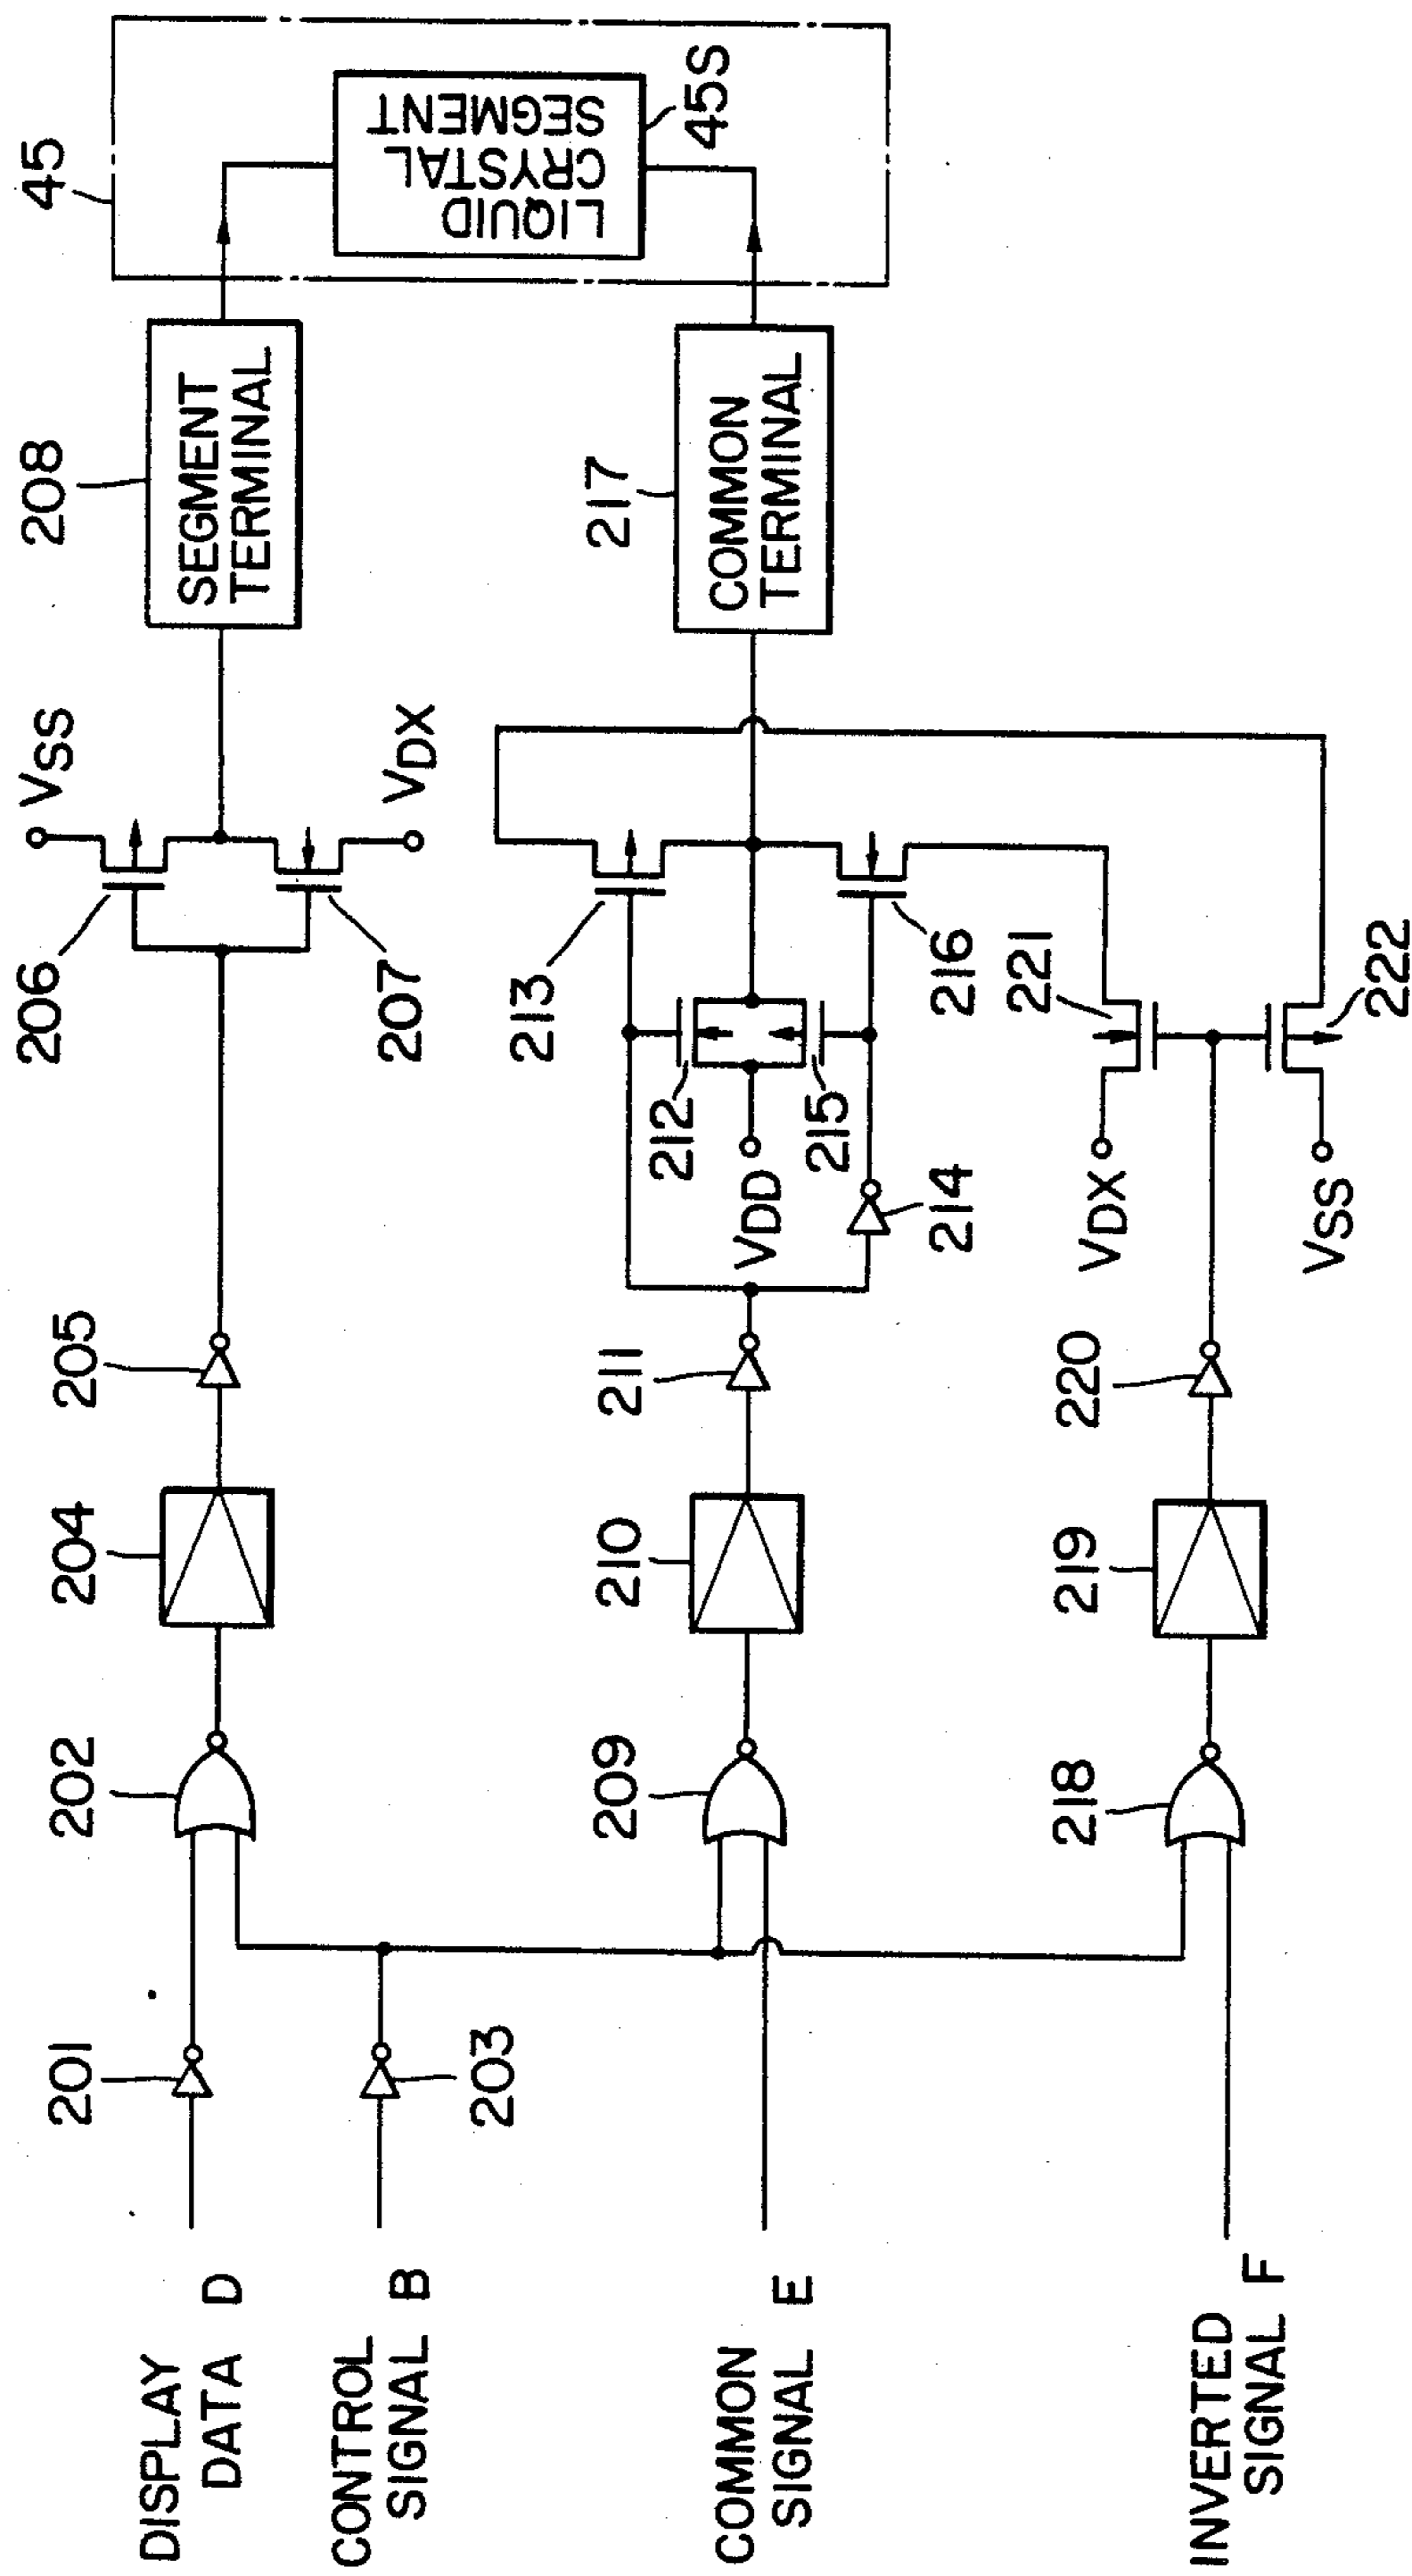 DISPLAY
DATA D
CONTROL
SIGNAL B
COMMON
SIGNAL E
INVERTED
SIGNAL F
201
203
202
209
218
204
210
219
205
211
220
214
206
207
VSS
VDX
213
212
215
216
VDD
221
222
VDX
VSS
208
SEGMENT
TERMINAL
217
COMMON
TERMINAL
45
LIQUID
CRYSTAL
SEGMENT
45S